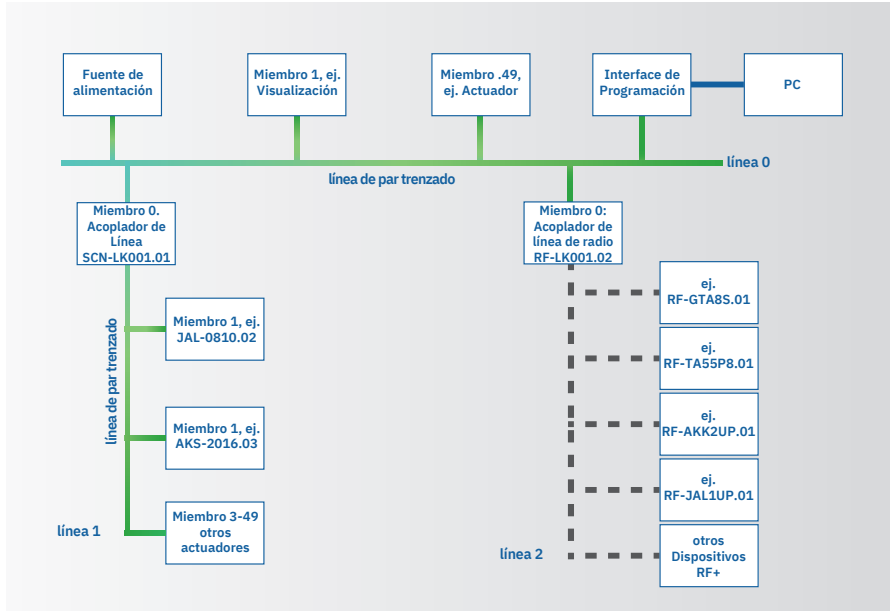 Fuente de
alimentación
Miembro 1, ej.
Visualización
Miembro .49,
ej. Actuador
Interface de
Programación
PC
línea 0
línea de par trenzado
Miembro 0.
Acoplador de
Línea
SCN-LK001.01
Miembro 0:
Acoplador de
línea de radio
RF-LK001.02
línea de par trenzado
Miembro 1, ej.
JAL-0810.02
Miembro 1, ej.
AKS-2016.03
Miembro 3-49
otros
actuadores
línea 1
ej.
RF-GTA8S.01
ej.
RF-TA55P8.01
ej.
RF-AKK2UP.01
ej.
RF-JAL1UP.01
otros
Dispositivos
RF+
línea 2